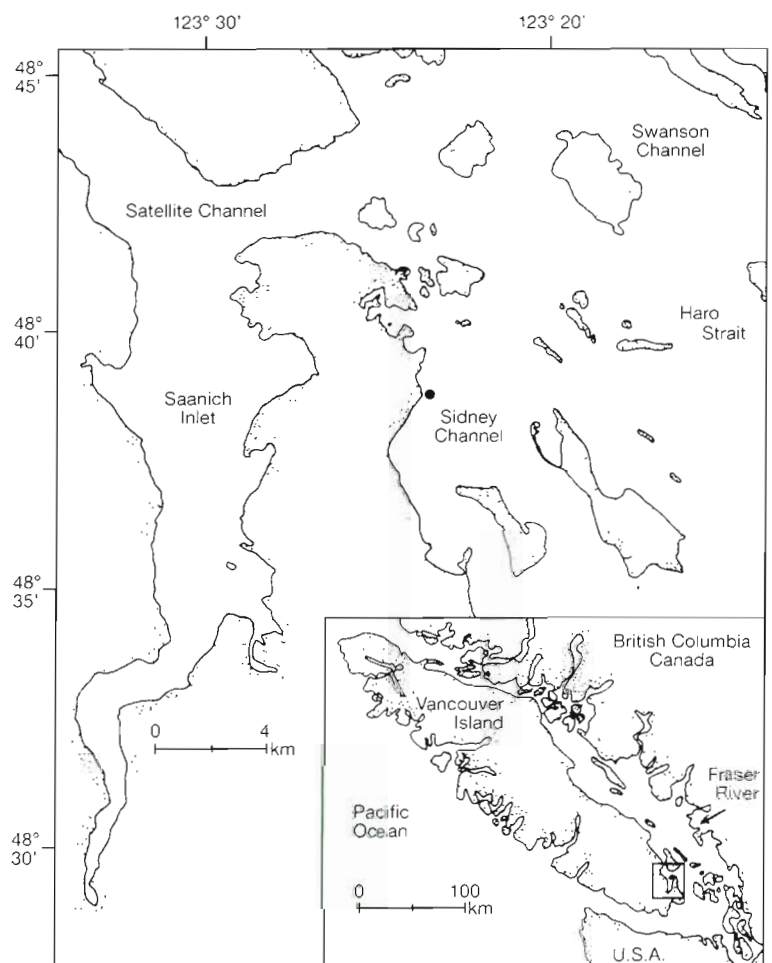 123° 30'
123° 20'
48°
45'
Swanson
Channel
Satellite Channel
48°
40'
Haro
Strait
Saanich
Inlet
Sidney
Channel
48°
35'
British Columbia
Canada
Vancouver
Island
0 4
km
Fraser
River
Pacific
Ocean
48°
30'
0 100
km
U.S.A.